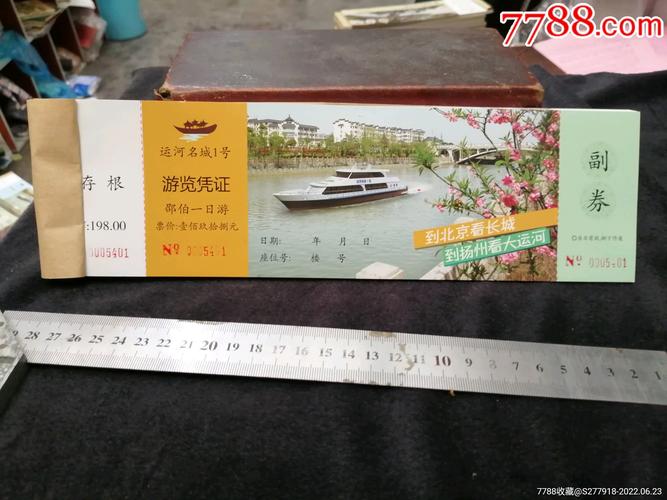 7788.com
存根
:198.00
0005401
运河名城1号
游览凭证
邵伯一日游
票价:壹佰玖拾捌元
No 0005401
日期: 年 月 日
座位号: 楼 号
到北京看长城
到扬州看大运河
副券
No 0005401
29 28 27 26 25 24 23 22 21 20 19 18 17 16 15 14 13 12 11 10 9 8 7 6 5 4 3 2 1
7788收藏@S277918-2022.06.23